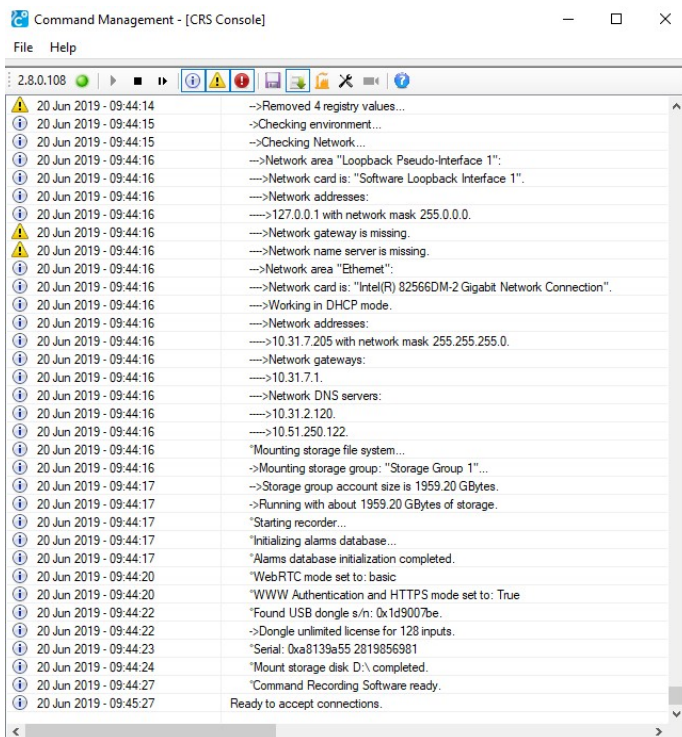 Command Management - [CRS Console]
File Help
2.8.0.108
20 Jun 2019 - 09:44:14 -->Removed 4 registry values...
20 Jun 2019 - 09:44:15 ->Checking environment...
20 Jun 2019 - 09:44:15 -->Checking Network...
20 Jun 2019 - 09:44:16 --->Network area "Loopback Pseudo-Interface 1":
20 Jun 2019 - 09:44:16 ---->Network card is: "Software Loopback Interface 1".
20 Jun 2019 - 09:44:16 ---->Network addresses:
20 Jun 2019 - 09:44:16 ----->127.0.0.1 with network mask 255.0.0.0.
20 Jun 2019 - 09:44:16 ---->Network gateway is missing.
20 Jun 2019 - 09:44:16 ---->Network name server is missing.
20 Jun 2019 - 09:44:16 --->Network area "Ethernet":
20 Jun 2019 - 09:44:16 ---->Network card is: "Intel(R) 82566DM-2 Gigabit Network Connection".
20 Jun 2019 - 09:44:16 ---->Working in DHCP mode.
20 Jun 2019 - 09:44:16 ---->Network addresses:
20 Jun 2019 - 09:44:16 ----->10.31.7.205 with network mask 255.255.255.0.
20 Jun 2019 - 09:44:16 ---->Network gateways:
20 Jun 2019 - 09:44:16 ----->10.31.7.1.
20 Jun 2019 - 09:44:16 ---->Network DNS servers:
20 Jun 2019 - 09:44:16 ----->10.31.2.120.
20 Jun 2019 - 09:44:16 ----->10.51.250.122.
20 Jun 2019 - 09:44:16 *Mounting storage file system...
20 Jun 2019 - 09:44:16 ->Mounting storage group: "Storage Group 1"...
20 Jun 2019 - 09:44:17 -->Storage group account size is 1959.20 GBytes.
20 Jun 2019 - 09:44:17 ->Running with about 1959.20 GBytes of storage.
20 Jun 2019 - 09:44:17 *Starting recorder...
20 Jun 2019 - 09:44:17 *Initializing alarms database...
20 Jun 2019 - 09:44:17 *Alarms database initialization completed.
20 Jun 2019 - 09:44:20 *WebRTC mode set to: basic
20 Jun 2019 - 09:44:20 *WWW Authentication and HTTPS mode set to: True
20 Jun 2019 - 09:44:22 *Found USB dongle s/n: 0x1d9007be.
20 Jun 2019 - 09:44:22 ->Dongle unlimited license for 128 inputs.
20 Jun 2019 - 09:44:23 *Serial: 0xa8139a55 2819856981
20 Jun 2019 - 09:44:24 *Mount storage disk D:\ completed.
20 Jun 2019 - 09:44:27 *Command Recording Software ready.
20 Jun 2019 - 09:45:27 Ready to accept connections.